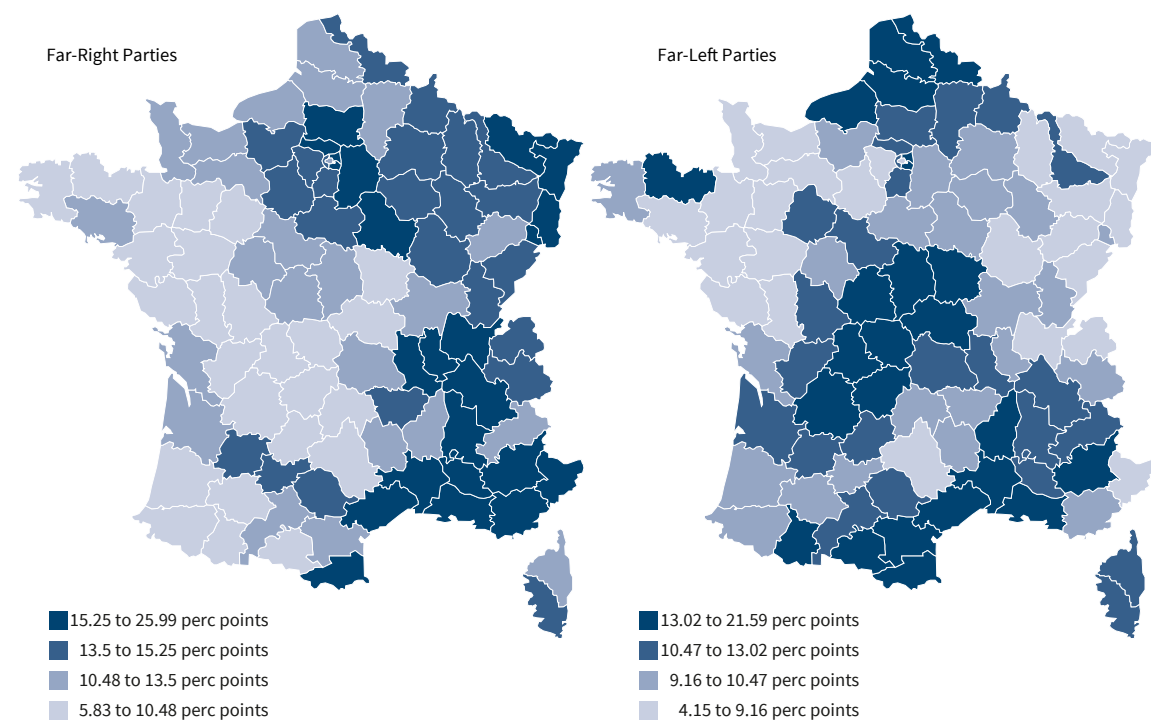 Far-Right Parties
Far-Left Parties
15.25 to 25.99 perc points
13.5 to 15.25 perc points
10.48 to 13.5 perc points
5.83 to 10.48 perc points
13.02 to 21.59 perc points
10.47 to 13.02 perc points
9.16 to 10.47 perc points
4.15 to 9.16 perc points